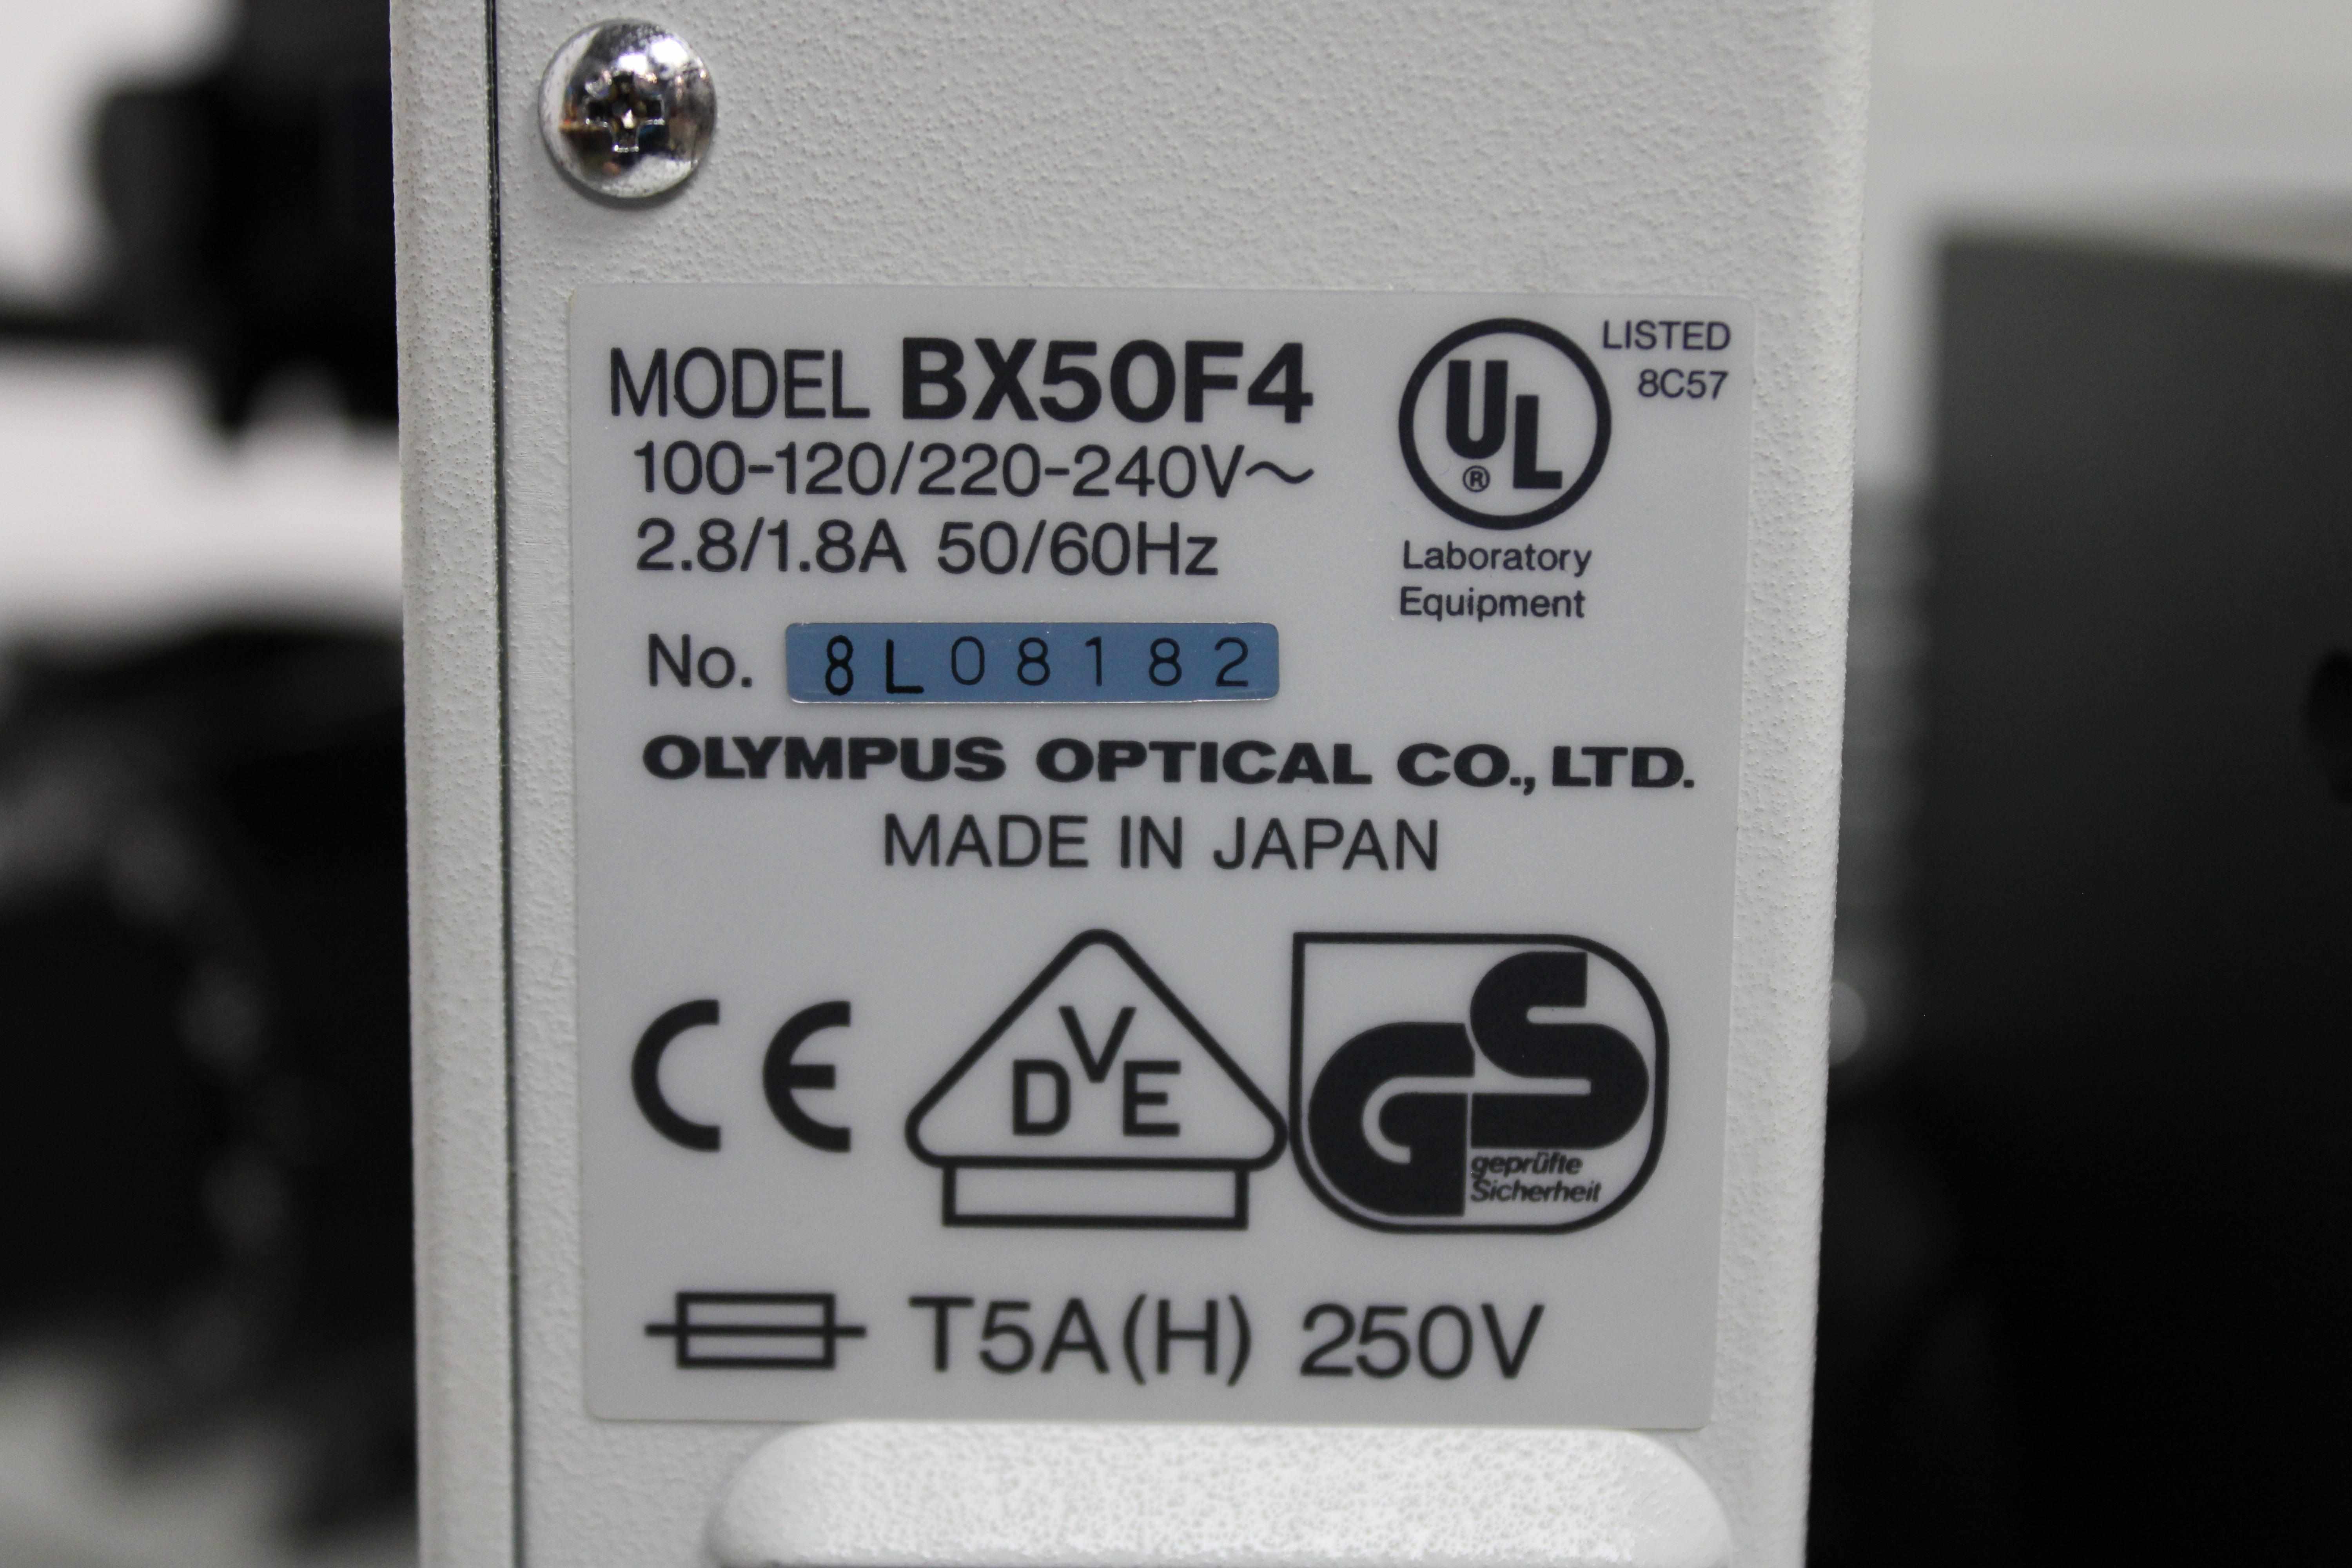 MODEL BX50F4
100-120/220-240V～
2.8/1.8A 50/60Hz
UL ®
LISTED
8C57
Laboratory
Equipment
No. 8L08182
OLYMPUS OPTICAL CO., LTD.
MADE IN JAPAN
CE
DVE
GS
geprüfte
Sicherheit
T5A(H) 250V